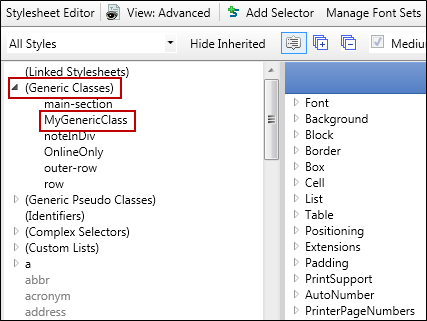 Stylesheet Editor View: Advanced Add Selector Manage Font Sets
All Styles Hide Inherited Mediu
(Linked Stylesheets)
(Generic Classes)
main-section
MyGenericClass
noteInDiv
OnlineOnly
outer-row
row
(Generic Pseudo Classes)
(Identifiers)
(Complex Selectors)
(Custom Lists)
a
abbr
acronym
address
Font
Background
Block
Border
Box
Cell
List
Table
Positioning
Extensions
Padding
PrintSupport
AutoNumber
PrinterPageNumbers